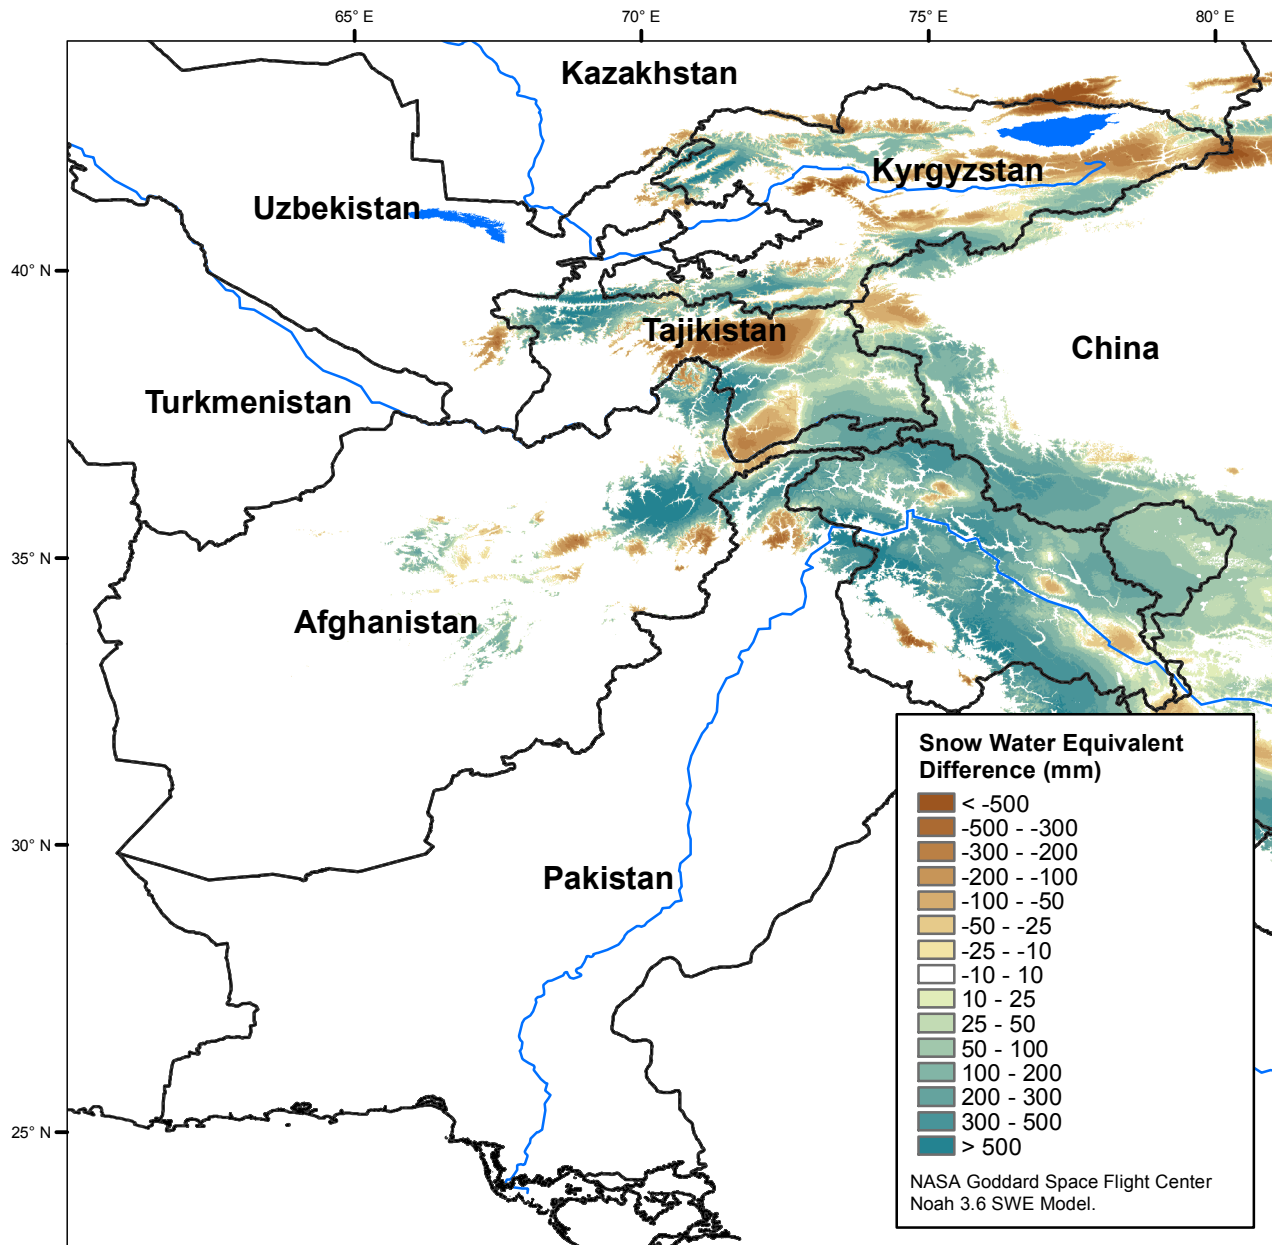 65° E
70° E
75° E
80° E
Kazakhstan
Kyrgyzstan
Uzbekistan
40° N
Tajikistan
China
Turkmenistan
35° N
Afghanistan
30° N
Pakistan
25° N
Snow Water Equivalent
Difference (mm)
< -500
-500 - -300
-300 - -200
-200 - -100
-100 - -50
-50 - -25
-25 - -10
-10 - 10
10 - 25
25 - 50
50 - 100
100 - 200
200 - 300
300 - 500
> 500
NASA Goddard Space Flight Center
Noah 3.6 SWE Model.